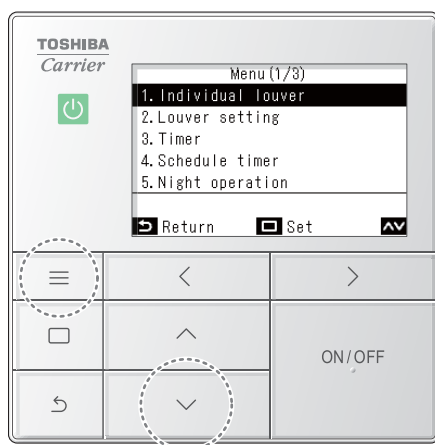 TOSHIBA
Carrier
Menu(1/3)
1.Individual louver
2.Louver setting
3.Timer
4.Schedule timer
5.Night operation
Return Set
ON/OFF